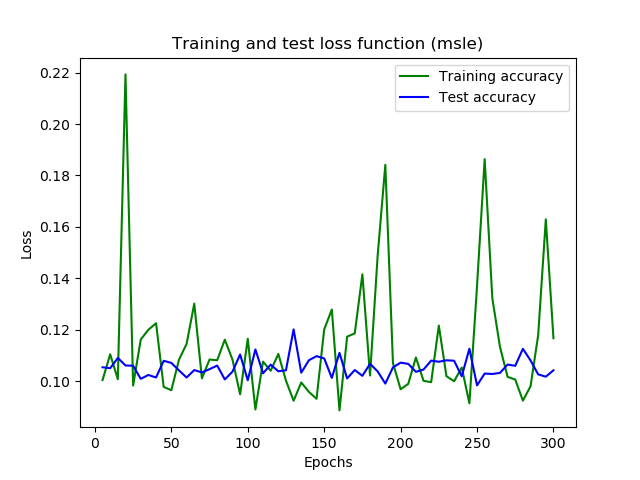 Training and test loss function (msle)
Training accuracy
Test accuracy
0.22
0.20
0.18
0.16
0.14
0.12
0.10
Loss
0
50
100
150
200
250
300
Epochs